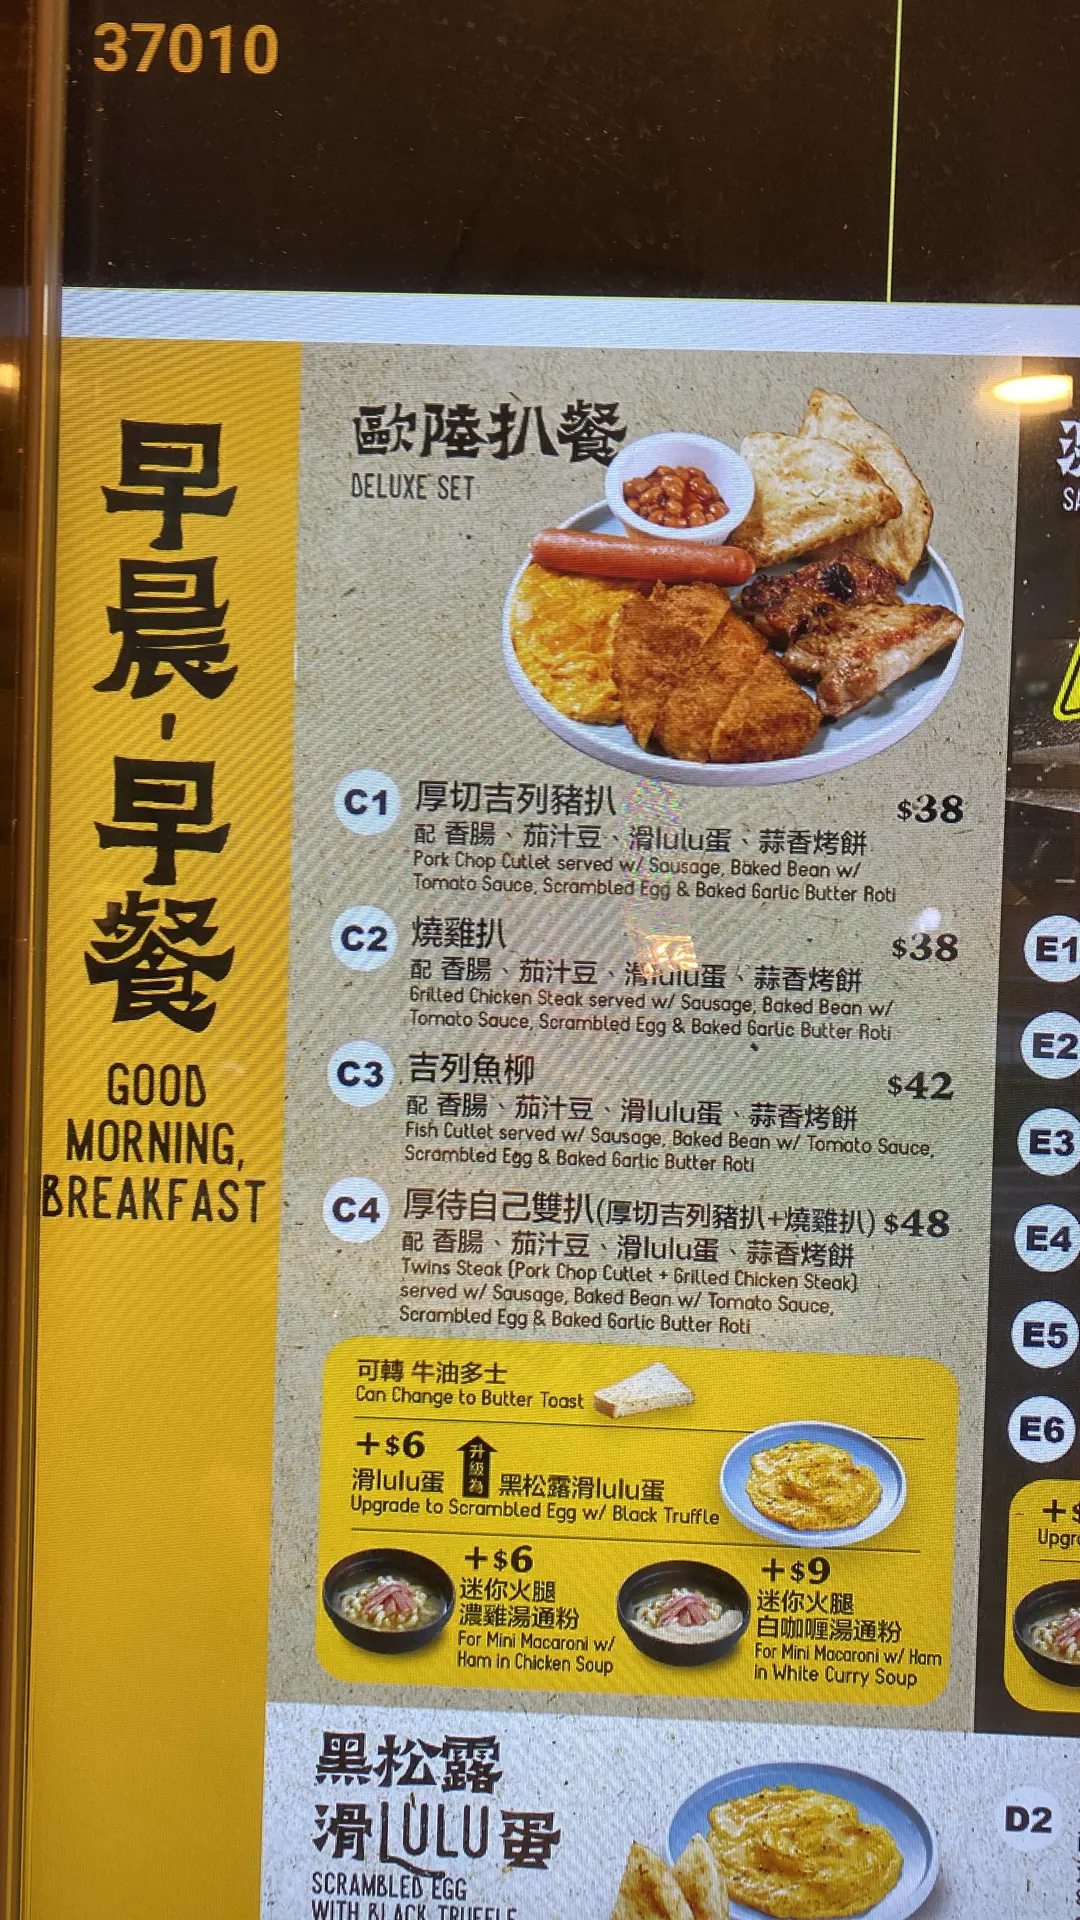 37010
早晨,早餐
GOOD
MORNING,
BREAKFAST
歐陸扒餐
DELUXE SET
C1 厚切吉列豬扒 $38
配 香腸、茄汁豆、滑lulu蛋、蒜香烤餅
Pork Chop Cutlet served w/ Sausage, Baked Bean w/
Tomato Sauce, Scrambled Egg & Baked Garlic Butter Roti
C2 燒雞扒 $38
配 香腸、茄汁豆、滑lulu蛋、蒜香烤餅
Grilled Chicken Steak served w/ Sausage, Baked Bean w/
Tomato Sauce, Scrambled Egg & Baked Garlic Butter Roti
C3 吉列魚柳 $42
配 香腸、茄汁豆、滑lulu蛋、蒜香烤餅
Fish Cutlet served w/ Sausage, Baked Bean w/ Tomato Sauce,
Scrambled Egg & Baked Garlic Butter Roti
C4 厚待自己雙扒(厚切吉列豬扒+燒雞扒) $48
配 香腸、茄汁豆、滑lulu蛋、蒜香烤餅
Twins Steak (Pork Chop Cutlet + Grilled Chicken Steak)
served w/ Sausage, Baked Bean w/ Tomato Sauce,
Scrambled Egg & Baked Garlic Butter Roti
可轉 牛油多士
Can Change to Butter Toast
+$6
滑lulu蛋 升級為 黑松露滑lulu蛋
Upgrade to Scrambled Egg w/ Black Truffle
+$6
迷你火腿
濃雞湯通粉
For Mini Macaroni w/
Ham in Chicken Soup
+$9
迷你火腿
白咖喱湯通粉
For Mini Macaroni w/ Ham
in White Curry Soup
黑松露
滑LULU蛋
SCRAMBLED EGG
WITH BLACK TRUFFLE
E1
E2
E3
E4
E5
E6
D2